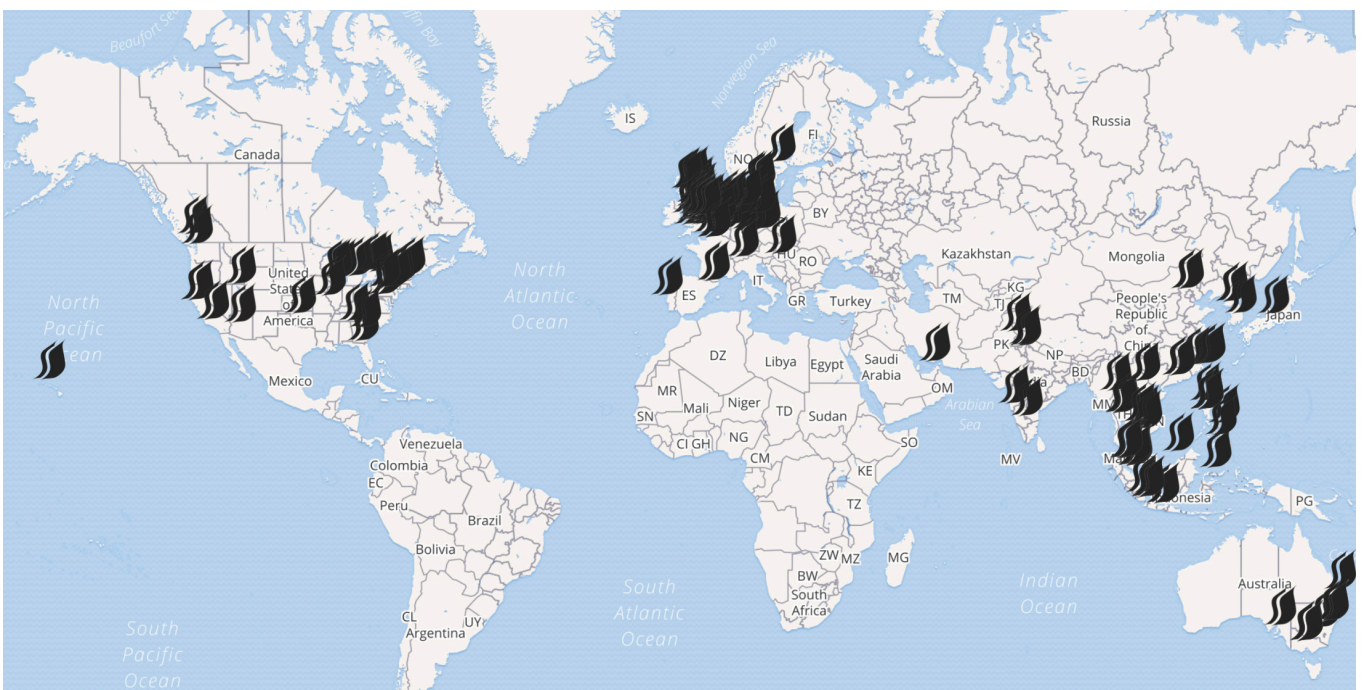 Beaufort Sea
Norwegian Sea
IS
FI
Russia
Canada
NO
BY
Kazakhstan
Mongolia
HU
RO
North
Atlantic
Ocean
United
States
of
America
North
Pacific
IT
ES
GR
Turkey
TM
KG
TJ
People's
Republic
of
Japan
DZ
Libya
Egypt
Saudi
Arabia
PK
NP
BD
Mexico
CU
OM
MR
Mali
Niger
TD
Sudan
Arabian
Sea
SN
CI
GH
NG
SO
Venezuela
CM
Colombia
KE
MV
EC
Peru
TZ
PG
Brazil
Bolivia
ZW
MZ
MG
BW
South
Africa
Indian
Ocean
Australia
South
Atlantic
Ocean
CL
UY
Argentina
South
Pacific
Ocean